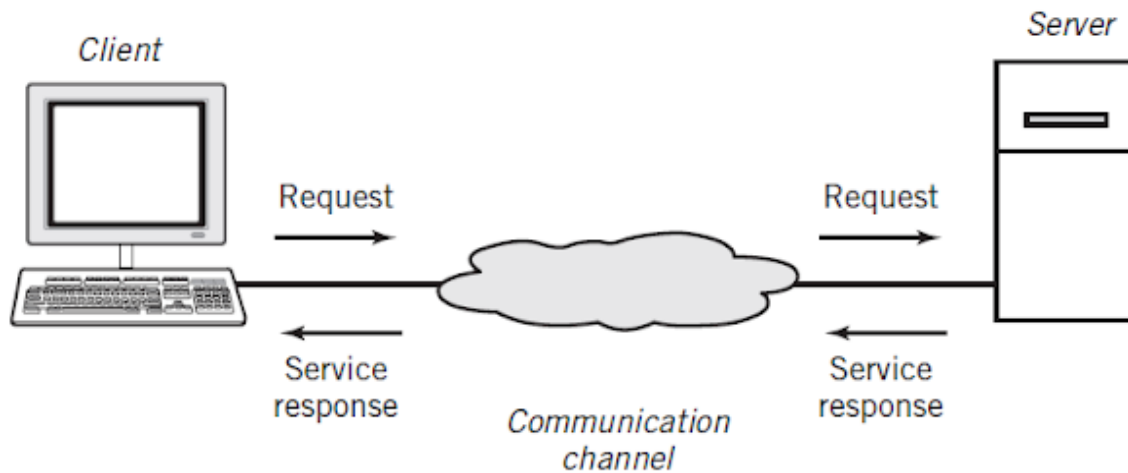 Client
Server
Request
Request
Service
response
Service
response
Communication
channel